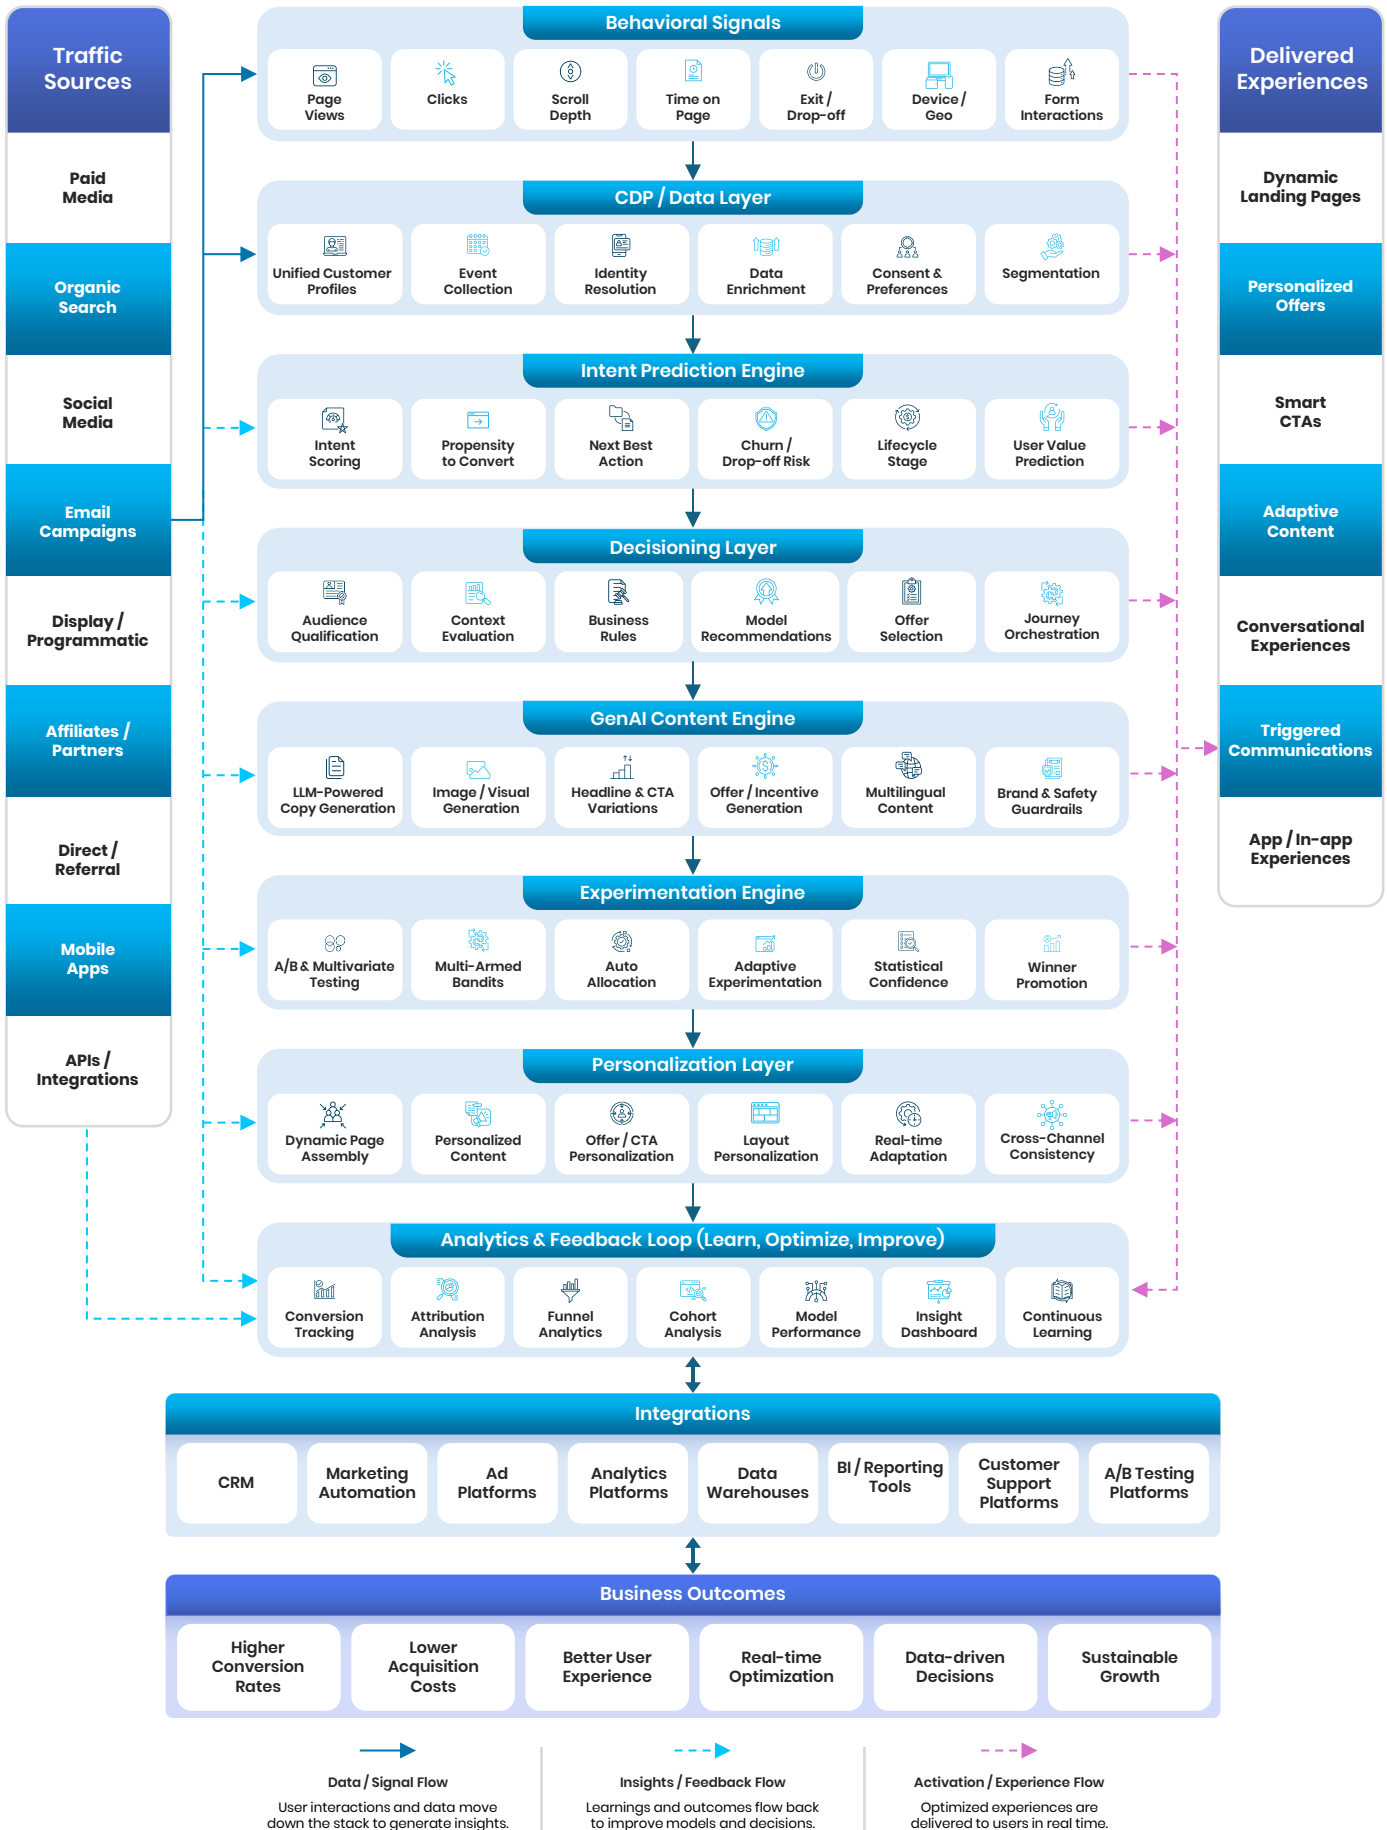 Traffic
Sources
Paid
Media
Organic
Search
Social
Media
Email
Campaigns
Display /
Programmatic
Affiliates /
Partners
Direct /
Referral
Mobile
Apps
APIs /
Integrations
Behavioral Signals
Page
Views
Clicks
Scroll
Depth
Time on
Page
Exit /
Drop-off
Device /
Geo
Form
Interactions
CDP / Data Layer
Unified Customer
Profiles
Event
Collection
Identity
Resolution
Data
Enrichment
Consent &
Preferences
Segmentation
Intent Prediction Engine
Intent
Scoring
Propensity
to Convert
Next Best
Action
Churn /
Drop-off Risk
Lifecycle
Stage
User Value
Prediction
Decisioning Layer
Audience
Qualification
Context
Evaluation
Business
Rules
Model
Recommendations
Offer
Selection
Journey
Orchestration
GenAI Content Engine
LLM-Powered
Copy Generation
Image / Visual
Generation
Headline & CTA
Variations
Offer / Incentive
Generation
Multilingual
Content
Brand & Safety
Guardrails
Experimentation Engine
A/B & Multivariate
Testing
Multi-Armed
Bandits
Auto
Allocation
Adaptive
Experimentation
Statistical
Confidence
Winner
Promotion
Personalization Layer
Dynamic Page
Assembly
Personalized
Content
Offer / CTA
Personalization
Layout
Personalization
Real-time
Adaptation
Cross-Channel
Consistency
Analytics & Feedback Loop (Learn, Optimize, Improve)
Conversion
Tracking
Attribution
Analysis
Funnel
Analytics
Cohort
Analysis
Model
Performance
Insight
Dashboard
Continuous
Learning
Delivered
Experiences
Dynamic
Landing Pages
Personalized
Offers
Smart
CTAs
Adaptive
Content
Conversational
Experiences
Triggered
Communications
App / In-app
Experiences
Integrations
CRM
Marketing
Automation
Ad
Platforms
Analytics
Platforms
Data
Warehouses
BI / Reporting
Tools
Customer
Support
Platforms
A/B Testing
Platforms
Business Outcomes
Higher
Conversion
Rates
Lower
Acquisition
Costs
Better User
Experience
Real-time
Optimization
Data-driven
Decisions
Sustainable
Growth
Data / Signal Flow
User interactions and data move
down the stack to generate insights.
Insights / Feedback Flow
Learnings and outcomes flow back
to improve models and decisions.
Activation / Experience Flow
Optimized experiences are
delivered to users in real time.